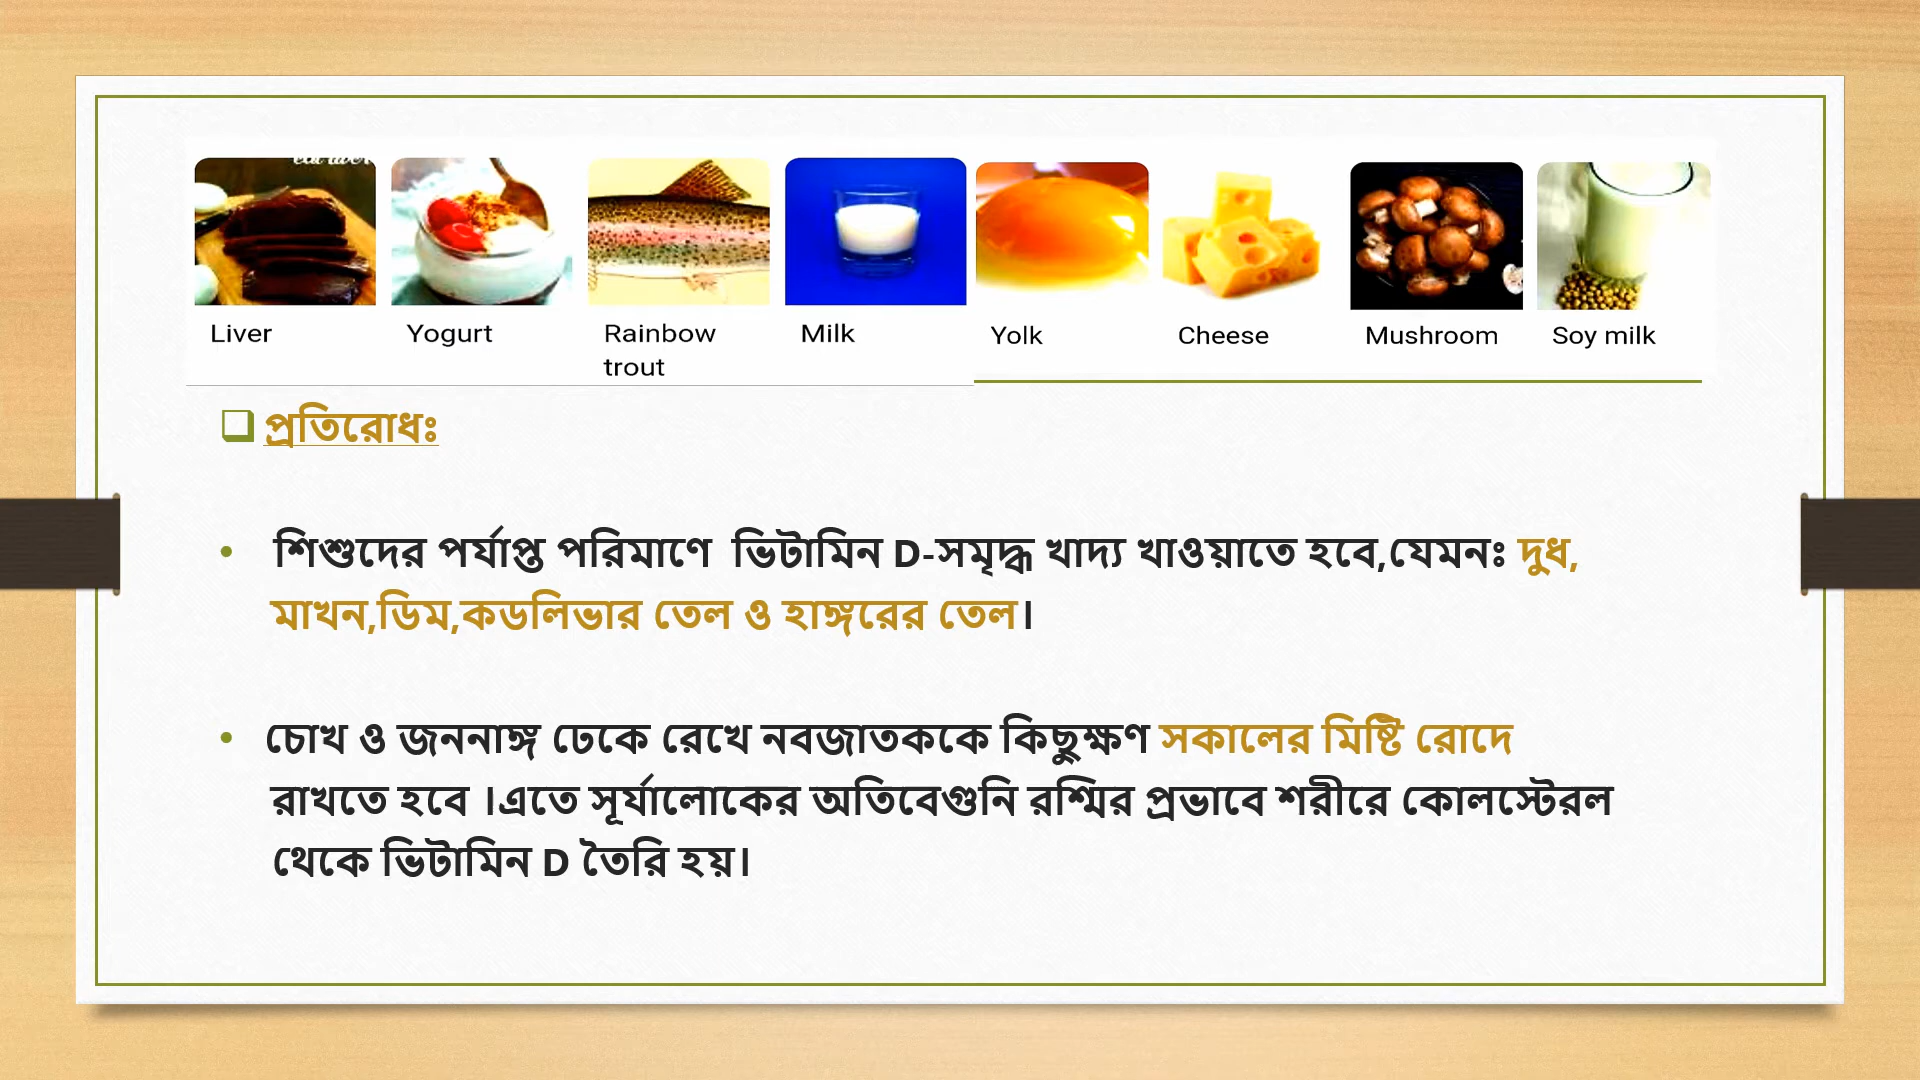 Liver Yogurt Rainbow trout Milk Yolk Cheese Mushroom Soy milk
প্রতিরোধঃ
শিশুদের পর্যাপ্ত পরিমাণে ভিটামিন D-সমৃদ্ধ খাদ্য খাওয়াতে হবে,যেমনঃ দুধ,
মাখন,ডিম,কডলিভার তেল ও হাঙ্গরের তেল।
চোখ ও জননাঙ্গ ঢেকে রেখে নবজাতককে কিছুক্ষণ সকালের মিষ্টি রোদে
রাখতে হবে ।এতে সূর্যালোকের অতিবেগুনি রশ্মির প্রভাবে শরীরে কোলস্টেরল
থেকে ভিটামিন D তৈরি হয়।